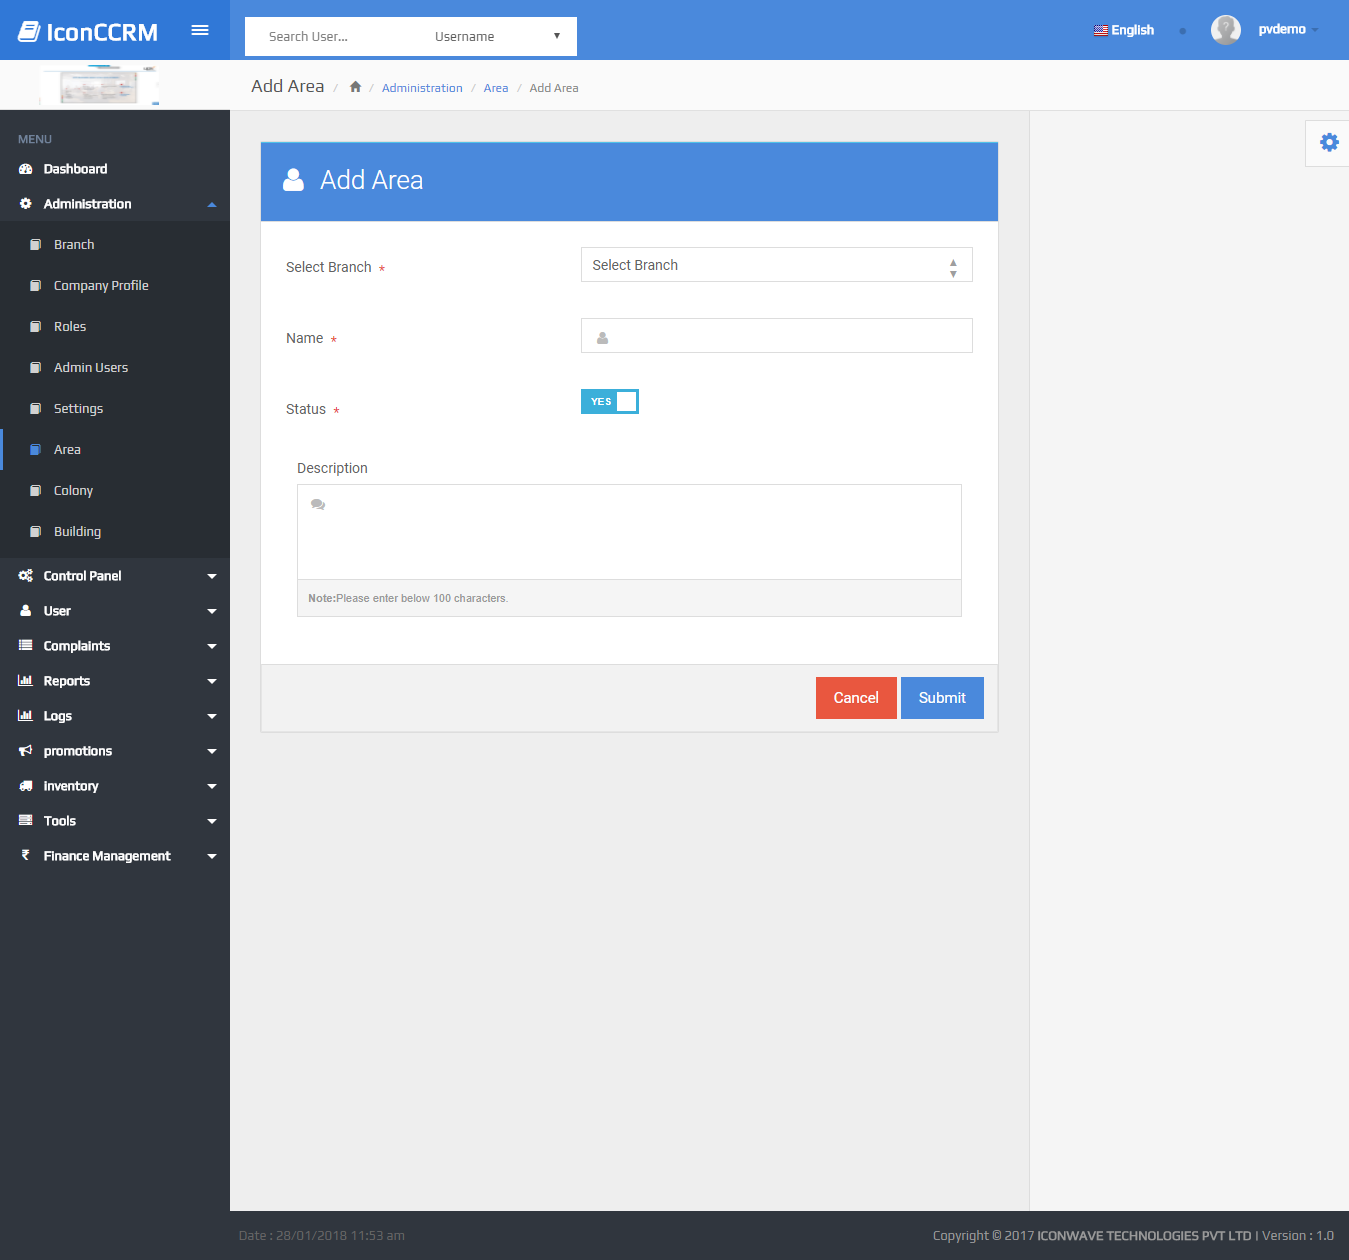 IconCCRM
Search User...
Username
English
pvdemo
Add Area / / Administration / Area / Add Area
MENU
Dashboard
Administration
Branch
Company Profile
Roles
Admin Users
Settings
Area
Colony
Building
Control Panel
User
Complaints
Reports
Logs
promotions
Inventory
Tools
Finance Management
Add Area
Select Branch *
Select Branch
Name *
Status *
YES
Description
Note:Please enter below 100 characters.
Cancel
Submit
Date : 28/01/2018 11:53 am
Copyright © 2017 ICONWAVE TECHNOLOGIES PVT LTD | Version : 1.0